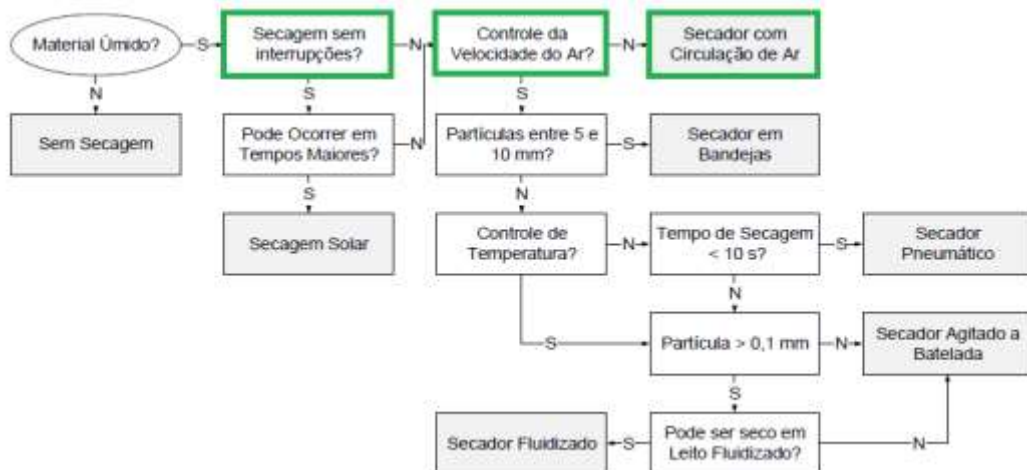 Material Úmido?
S
Secagem sem
interrupções?
N
Controle da
Velocidade do Ar?
N
Secador com
Circulação de Ar
N
S
S
Sem Secagem
Pode Ocorrer em
Tempos Maiores?
N
Partículas entre 5 e
10 mm?
S
Secador em
Bandejas
S
N
Secagem Solar
Controle de
Temperatura?
N
Tempo de Secagem
< 10 s?
S
Secador
Pneumático
N
S
Partícula > 0,1 mm
N
Secador Agitado a
Batelada
S
Secador Fluidizado
S
Pode ser seco em
Leito Fluidizado?
N